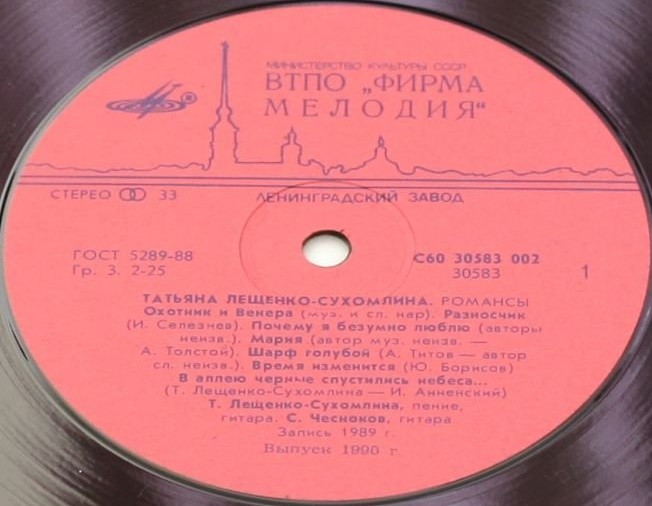 МИНИСТЕРСТВО КУЛЬТУРЫ СССР
ВТПО „ФИРМА
МЕЛОДИЯ“
СТЕРЕО 33
ЛЕНИНГРАДСКИЙ ЗАВОД
ГОСТ 5289-88
Гр. 3. 2-25
С60 30583 002
30583
1
ТАТЬЯНА ЛЕЩЕНКО-СУХОМЛИНА. РОМАНСЫ
Охотник и Венера (муз. и сл. нар). Разносчик
(И. Селезнев). Почему я безумно люблю (авторы
неизв.). Мария (автор муз. неизв. —
А. Толстой). Шарф голубой (А. Титов — автор
сл. неизв.). Время изменится (Ю. Борисов)
В аллею черные спустились небеса...
(Т. Лещенко-Сухомлина — И. Анненский)
Т. Лещенко-Сухомлина, пение,
гитара. С. Чесноков, гитара
Запись 1989 г.
Выпуск 1990 г